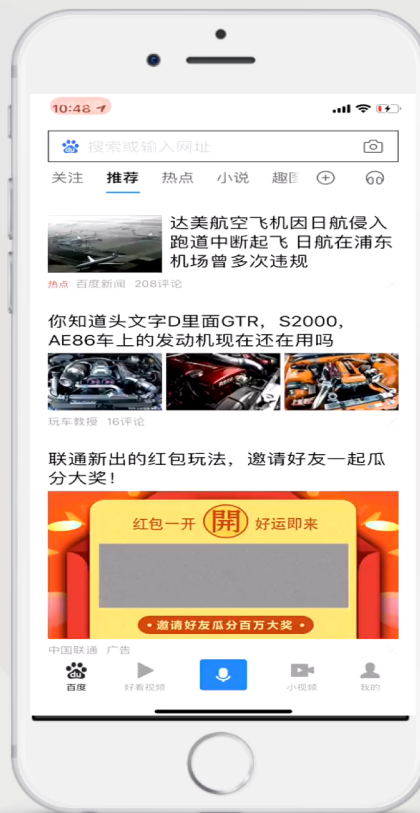 10:48
搜索或输入网址
关注 推荐 热点 小说 趣图
达美航空飞机因日航侵入
跑道中断起飞 日航在浦东
机场曾多次违规
热点 百度新闻 208评论
你知道头文字D里面GTR，S2000，
AE86车上的发动机现在还在用吗
玩车教授 16评论
联通新出的红包玩法，邀请好友一起瓜
分大奖！
红包一开 開 好运即来
• 邀请好友瓜分百万大奖 •
中国联通 广告
百度 好看视频 小视频 我的